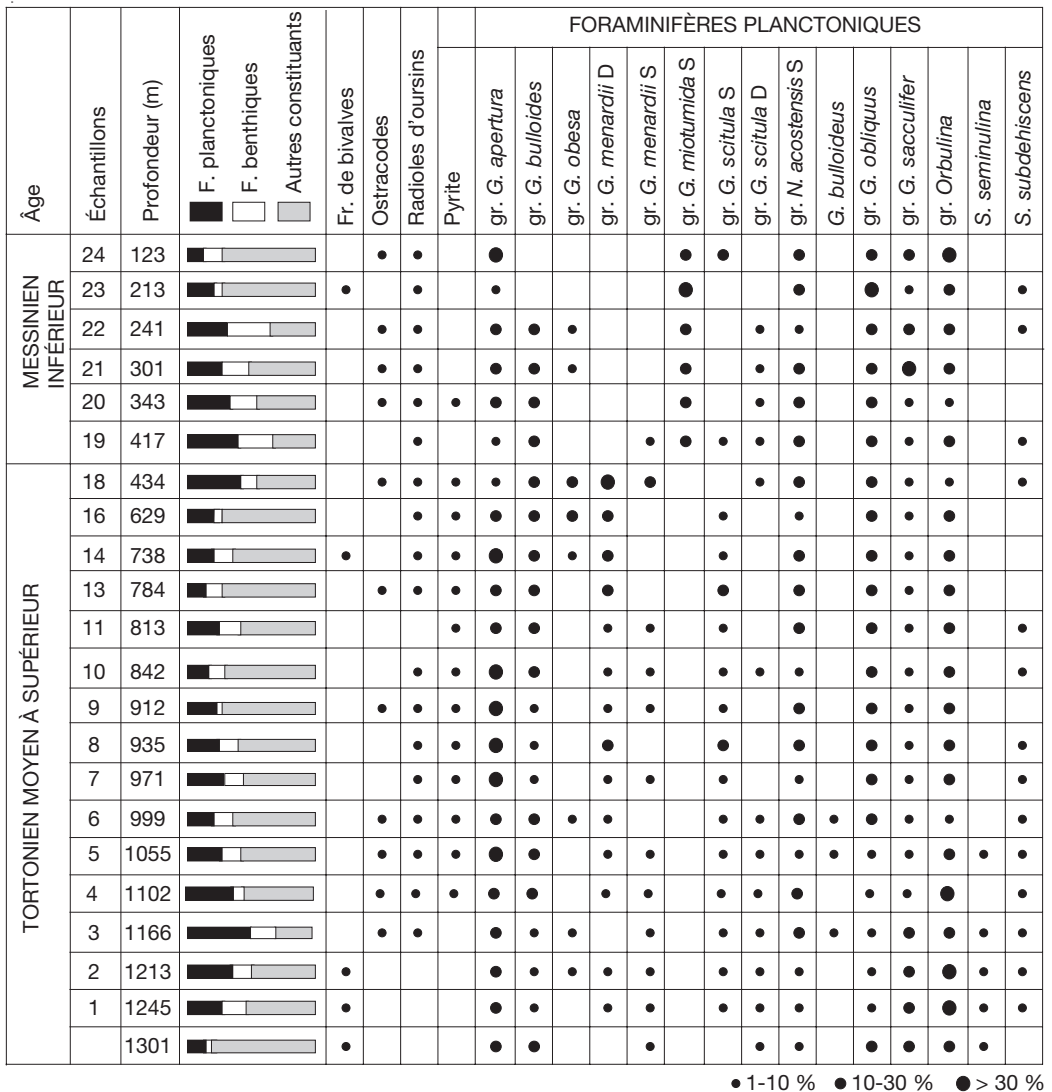 FORAMINIFÈRES PLANCTONIQUES
Âge
Échantillons
Profondeur (m)
F. planctoniques
F. benthiques
Autres constituants
Fr. de bivalves
Ostracodes
Radioles d'oursins
Pyrite
gr. G. apertura
gr. G. bulloides
gr. G. obesa
gr. G. menardii D
gr. G. menardii S
gr. G. miotumida S
gr. G. scitula S
gr. G. scitula D
gr. N. acostensis S
G. bulloideus
gr. G. obliquus
gr. G. sacculifer
gr. Orbulina
S. seminulina
S. subdehiscens
MESSINIEN
INFÉRIEUR
24 123
23 213
22 241
21 301
20 343
19 417
TORTONIEN MOYEN À SUPÉRIEUR
18 434
16 629
14 738
13 784
11 813
10 842
9 912
8 935
7 971
6 999
5 1055
4 1102
3 1166
2 1213
1 1245
1301
1-10 % 10-30 % > 30 %